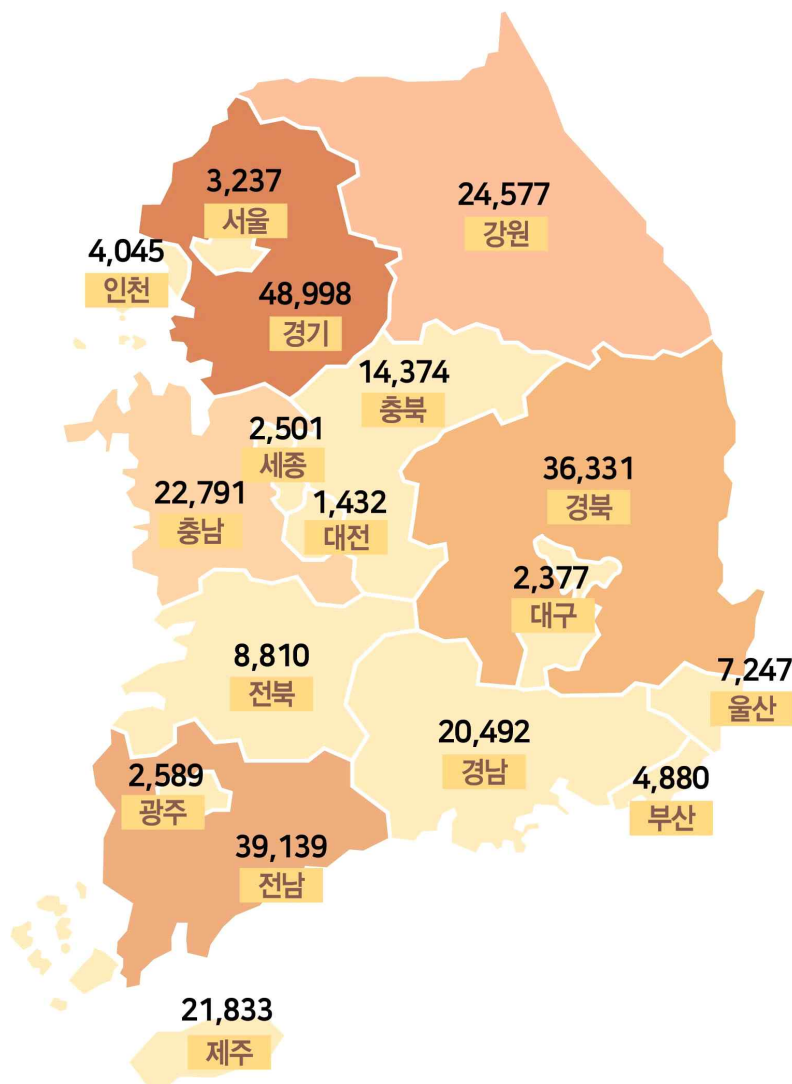 3,237
서울
24,577
강원
4,045
인천
48,998
경기
14,374
충북
2,501
세종
36,331
경북
22,791
충남
1,432
대전
2,377
대구
8,810
전북
7,247
울산
20,492
경남
2,589
광주
4,880
부산
39,139
전남
21,833
제주